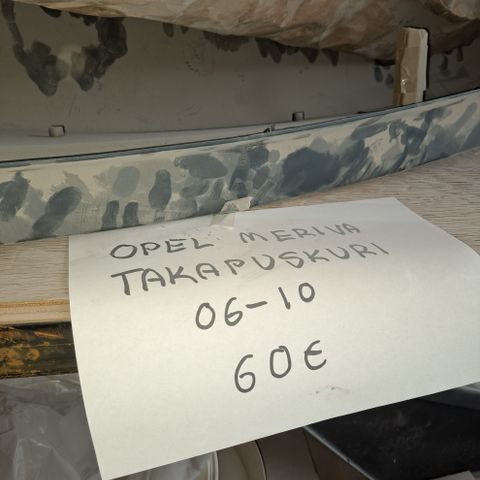 OPEL MERIVA
TAKAPUSKURI
06-10
60€